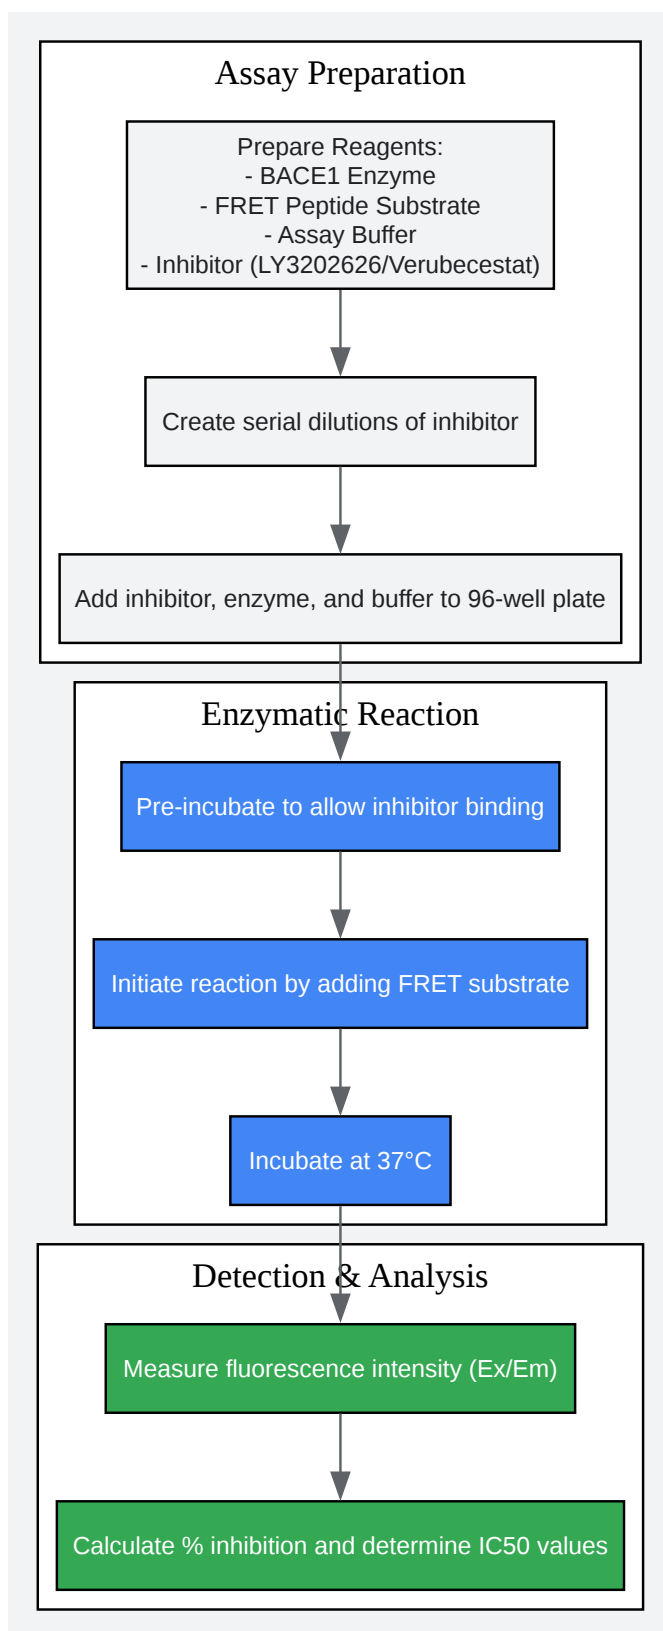 Assay Preparation
Prepare Reagents:
- BACE1 Enzyme
- FRET Peptide Substrate
- Assay Buffer
- Inhibitor (LY3202626/Verubecestat)
Create serial dilutions of inhibitor
Add inhibitor, enzyme, and buffer to 96-well plate
Enzymatic Reaction
Pre-incubate to allow inhibitor binding
Initiate reaction by adding FRET substrate
Incubate at 37°C
Detection & Analysis
Measure fluorescence intensity (Ex/Em)
Calculate % inhibition and determine IC50 values